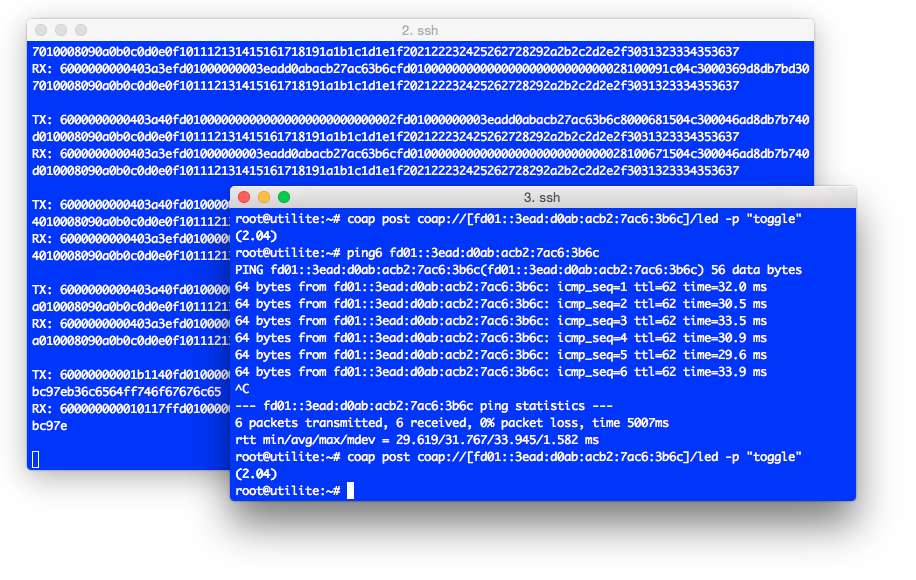 2. ssh
7010008090a0b0c0d0e0f101112131415161718191a1b1c1d1e1f202122232425262728292a2b2c2d2e2f3031323334353637
RX: 6000000000403a3efd01000000003eadd0abacb27ac63b6cfd010000000000000000000000000028100091c04c3000369d8db7bd30
7010008090a0b0c0d0e0f101112131415161718191a1b1c1d1e1f202122232425262728292a2b2c2d2e2f3031323334353637
TX: 6000000000403a40fd010000000000000000000000000002fd01000000003eadd0abacb27ac63b6c8000681504c300046ad8db7b740
d010008090a0b0c0d0e0f101112131415161718191a1b1c1d1e1f202122232425262728292a2b2c2d2e2f3031323334353637
RX: 6000000000403a3efd01000000003eadd0abacb27ac63b6cfd010000000000000000000000000028100671504c300046ad8db7b740
d010008090a0b0c0d0e0f101112131415161718191a1b1c1d1e1f202122232425262728292a2b2c2d2e2f3031323334353637
TX: 6000000000403a40fd010000
4010008090a0b0c0d0e0f1011121
RX: 6000000000403a3efd010000
4010008090a0b0c0d0e0f1011121
TX: 6000000000403a40fd010000
a010008090a0b0c0d0e0f1011121
RX: 6000000000403a3efd010000
a010008090a0b0c0d0e0f1011121
TX: 60000000001b1140fd010000
bc97eb36c6564ff746f67676c65
RX: 600000000010117ffd010000
bc97e
3. ssh
root@utilite:~# coap post coap://[fd01::3ead:d0ab:acb2:7ac6:3b6c]/led -p "toggle"
(2.04)
root@utilite:~# ping6 fd01::3ead:d0ab:acb2:7ac6:3b6c
PING fd01::3ead:d0ab:acb2:7ac6:3b6c(fd01::3ead:d0ab:acb2:7ac6:3b6c) 56 data bytes
64 bytes from fd01::3ead:d0ab:acb2:7ac6:3b6c: icmp_seq=1 ttl=62 time=32.0 ms
64 bytes from fd01::3ead:d0ab:acb2:7ac6:3b6c: icmp_seq=2 ttl=62 time=30.5 ms
64 bytes from fd01::3ead:d0ab:acb2:7ac6:3b6c: icmp_seq=3 ttl=62 time=33.5 ms
64 bytes from fd01::3ead:d0ab:acb2:7ac6:3b6c: icmp_seq=4 ttl=62 time=30.9 ms
64 bytes from fd01::3ead:d0ab:acb2:7ac6:3b6c: icmp_seq=5 ttl=62 time=29.6 ms
64 bytes from fd01::3ead:d0ab:acb2:7ac6:3b6c: icmp_seq=6 ttl=62 time=33.9 ms
^C
--- fd01::3ead:d0ab:acb2:7ac6:3b6c ping statistics ---
6 packets transmitted, 6 received, 0% packet loss, time 5007ms
rtt min/avg/max/mdev = 29.619/31.767/33.945/1.582 ms
root@utilite:~# coap post coap://[fd01::3ead:d0ab:acb2:7ac6:3b6c]/led -p "toggle"
(2.04)
root@utilite:~#